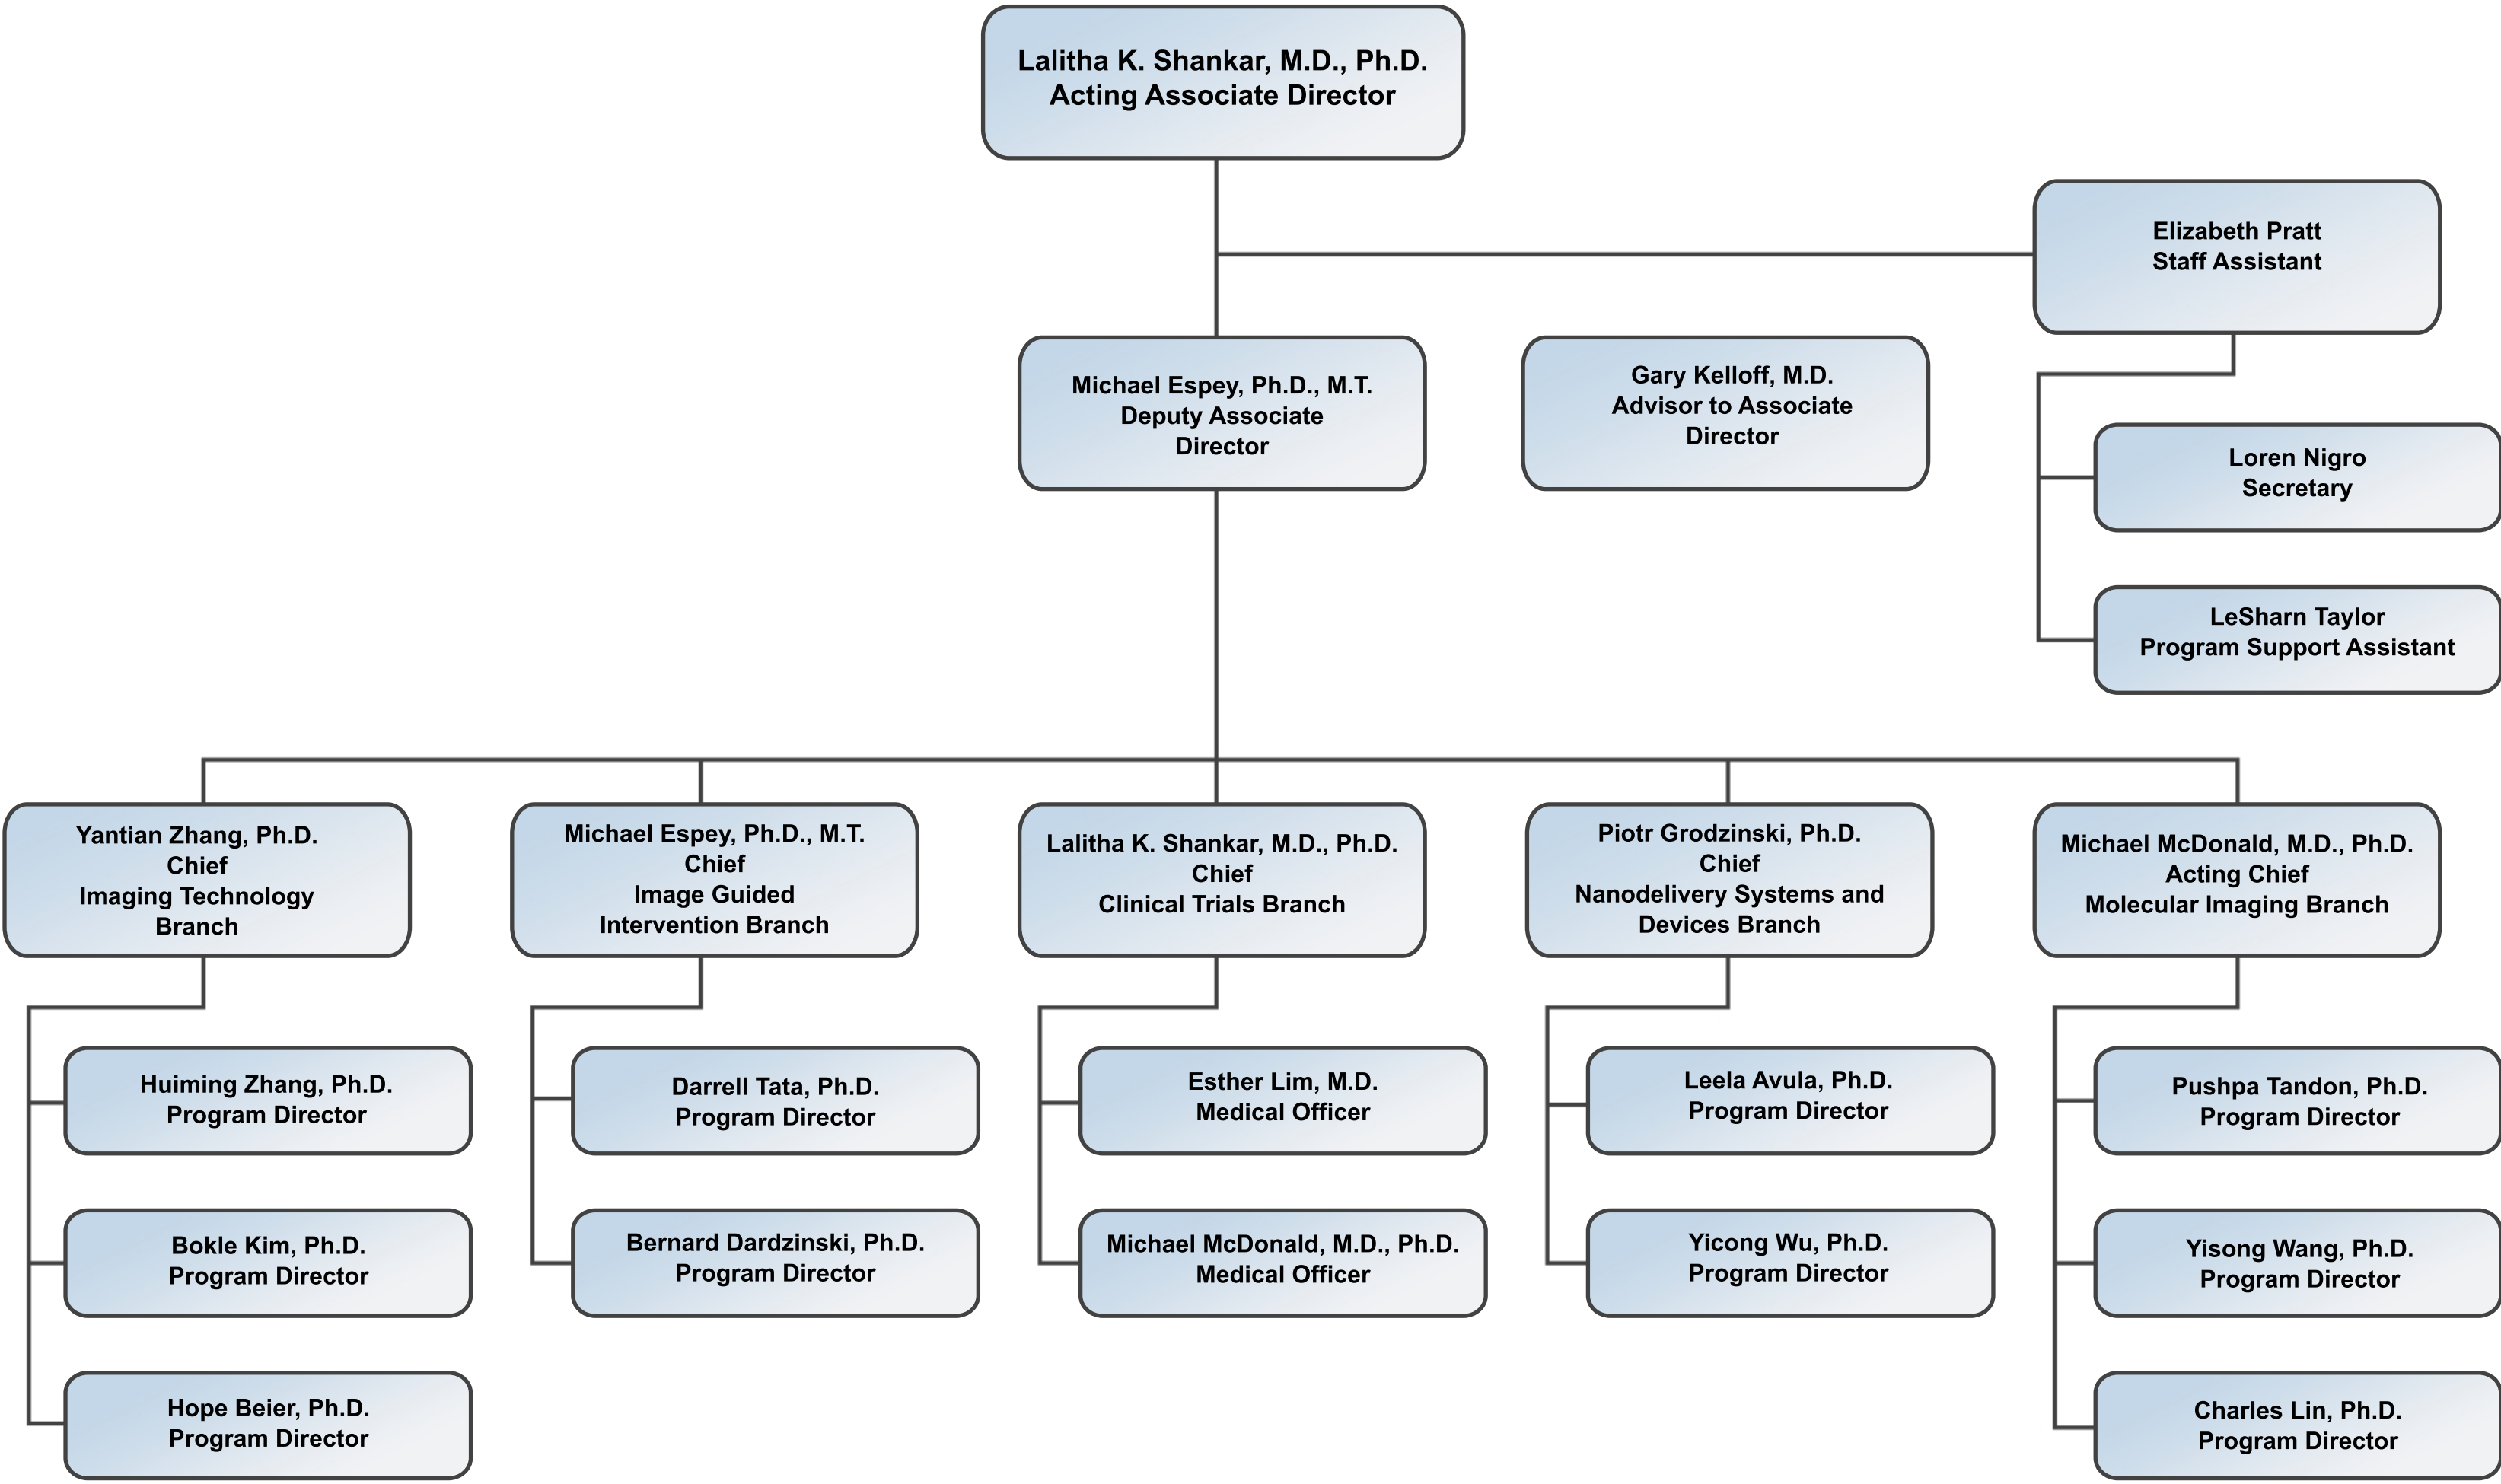 Lalitha K. Shankar, M.D., Ph.D.
Acting Associate Director
Elizabeth Pratt
Staff Assistant
Michael Espey, Ph.D., M.T.
Deputy Associate
Director
Gary Kelloff, M.D.
Advisor to Associate
Director
Loren Nigro
Secretary
LeSharn Taylor
Program Support Assistant
Yantian Zhang, Ph.D.
Chief
Imaging Technology
Branch
Michael Espey, Ph.D., M.T.
Chief
Image Guided
Intervention Branch
Lalitha K. Shankar, M.D., Ph.D.
Chief
Clinical Trials Branch
Piotr Grodzinski, Ph.D.
Chief
Nanodelivery Systems and
Devices Branch
Michael McDonald, M.D., Ph.D.
Acting Chief
Molecular Imaging Branch
Huiming Zhang, Ph.D.
Program Director
Darrell Tata, Ph.D.
Program Director
Esther Lim, M.D.
Medical Officer
Leela Avula, Ph.D.
Program Director
Pushpa Tandon, Ph.D.
Program Director
Bokle Kim, Ph.D.
Program Director
Bernard Dardzinski, Ph.D.
Program Director
Michael McDonald, M.D., Ph.D.
Medical Officer
Yicong Wu, Ph.D.
Program Director
Yisong Wang, Ph.D.
Program Director
Hope Beier, Ph.D.
Program Director
Charles Lin, Ph.D.
Program Director